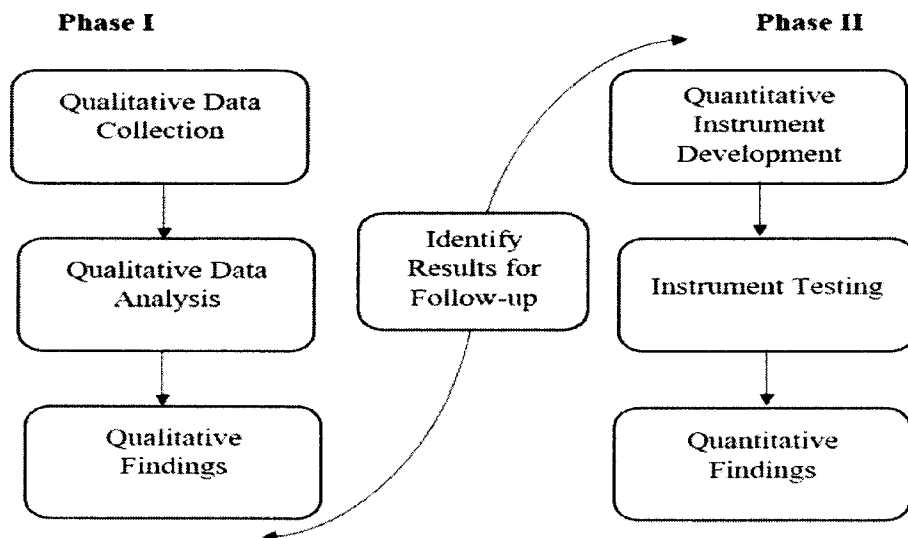 Phase I
Qualitative Data
Collection
Qualitative Data
Analysis
Qualitative
Findings
Identify
Results for
Follow-up
Phase II
Quantitative
Instrument
Development
Instrument Testing
Quantitative
Findings